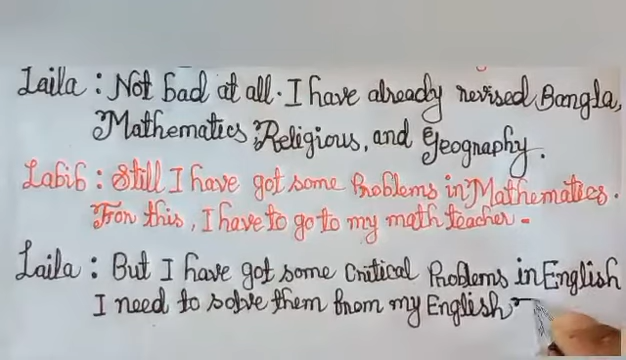 Laila : Not bad at all. I have already revised Bangla,
Mathematics Religious, and Geography.
Labib : Still I have got some Problems in Mathematics.
For this, I have to go to my math teacher.
Laila : But I have got some Critical Problems in English
I need to solve them from my English